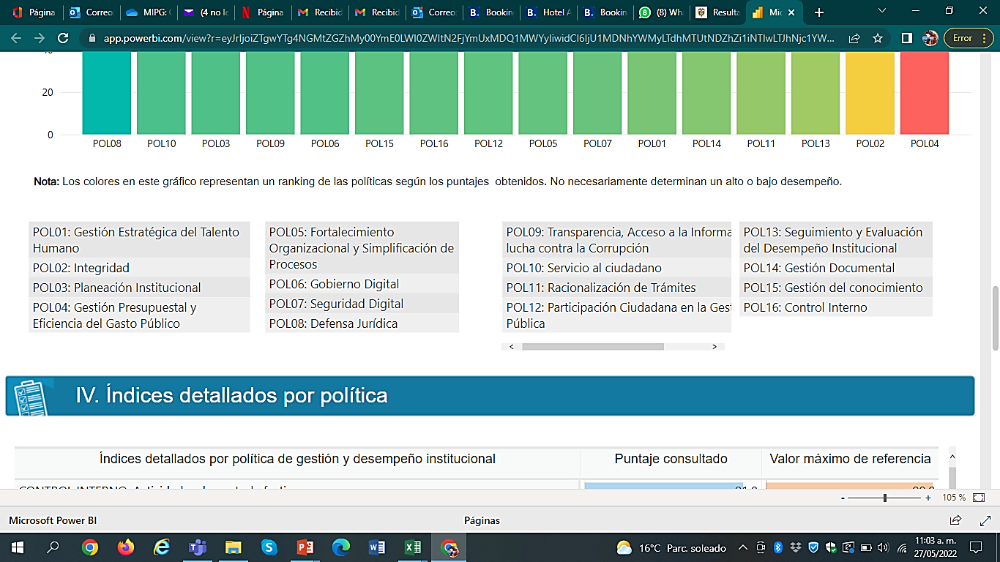 Página
Correo:
MIPG: 
(4 no le
Página
Recibid
Recibid
Correo:
Bookin
Hotel A
Bookin
(8) Wh
Resulta
Mic
app.powerbi.com/view?r=
Error
20
0
POL08 POL10 POL03 POL09 POL06 POL15 POL16 POL12 POL05 POL07 POL01 POL14 POL11 POL13 POL02 POL04
Nota: Los colores en este gráfico representan un ranking de las políticas según los puntajes obtenidos. No necesariamente determinan un alto o bajo desempeño.
POL01: Gestión Estratégica del Talento
Humano
POL02: Integridad
POL03: Planeación Institucional
POL04: Gestión Presupuestal y
Eficiencia del Gasto Público
POL05: Fortalecimiento
Organizacional y Simplificación de
Procesos
POL06: Gobierno Digital
POL07: Seguridad Digital
POL08: Defensa Jurídica
POL09: Transparencia, Acceso a la Informa
lucha contra la Corrupción
POL10: Servicio al ciudadano
POL11: Racionalización de Trámites
POL12: Participación Ciudadana en la Gest
Pública
POL13: Seguimiento y Evaluación
del Desempeño Institucional
POL14: Gestión Documental
POL15: Gestión del conocimiento
POL16: Control Interno
IV. Índices detallados por política
Índices detallados por política de gestión y desempeño institucional Puntaje consultado Valor máximo de referencia
- + 105 %
Microsoft Power BI Páginas
16°C Parc. soleado
11:03 a. m.
27/05/2022